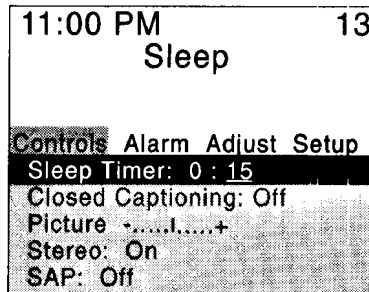 11:00 PM 13
Sleep
Controls Alarm Adjust Setup
Sleep Timer: 0 : 15
Closed Captioning: Off
Picture -.....I.....+
Stereo: On
SAP: Off